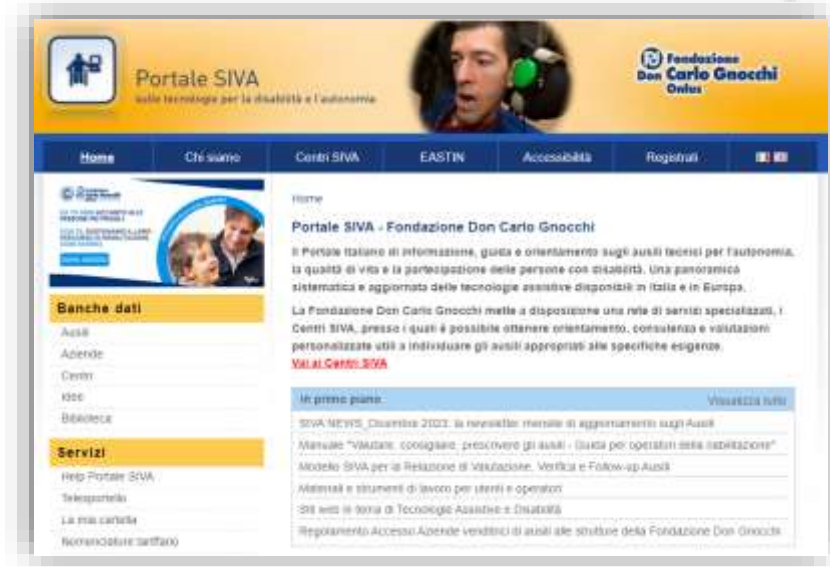 Portale SIVA
sulle tecnologie per la disabilità e l'autonomia
Fondazione
Don Carlo Gnocchi
Onlus
Home Chi siamo Centri SIVA EASTIN Accessibilità Registrati
Home
Portale SIVA - Fondazione Don Carlo Gnocchi
Il Portale Italiano di informazione, guida e orientamento sugli ausili tecnici per l'autonomia,
la qualità di vita e la partecipazione delle persone con disabilità. Una panoramica
sistematica e aggiornata delle tecnologie assistive disponibili in Italia e in Europa.
La Fondazione Don Carlo Gnocchi mette a disposizione una rete di servizi specializzati, i
Centri SIVA, presso i quali è possibile ottenere orientamento, consulenza e valutazioni
personalizzate utili a individuare gli ausili appropriati alle specifiche esigenze.
Vai ai Centri SIVA
Banche dati
Ausili
Aziende
Centri
Idee
Biblioteca
Servizi
Help Portale SIVA
Telesportello
La mia cartella
Nomenclatore tariffario
In primo piano Visualizza tutto
SIVA NEWS_Dicembre 2023: la newsletter mensile di aggiornamento sugli Ausili
Manuale "Valutare, consigliare, prescrivere gli ausili - Guida per operatori della riabilitazione"
Modello SIVA per la Relazione di Valutazione, Verifica e Follow-up Ausili
Materiali e strumenti di lavoro per utenti e operatori
Siti web in tema di Tecnologie Assistive e Disabilità
Regolamento Accesso Aziende venditrici di ausili alle strutture della Fondazione Don Gnocchi